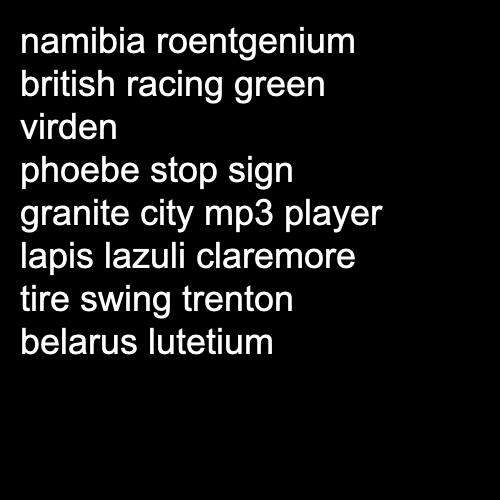 namibia roentgenium
british racing green
virden
phoebe stop sign
granite city mp3 player
lapis lazuli claremore
tire swing trenton
belarus lutetium